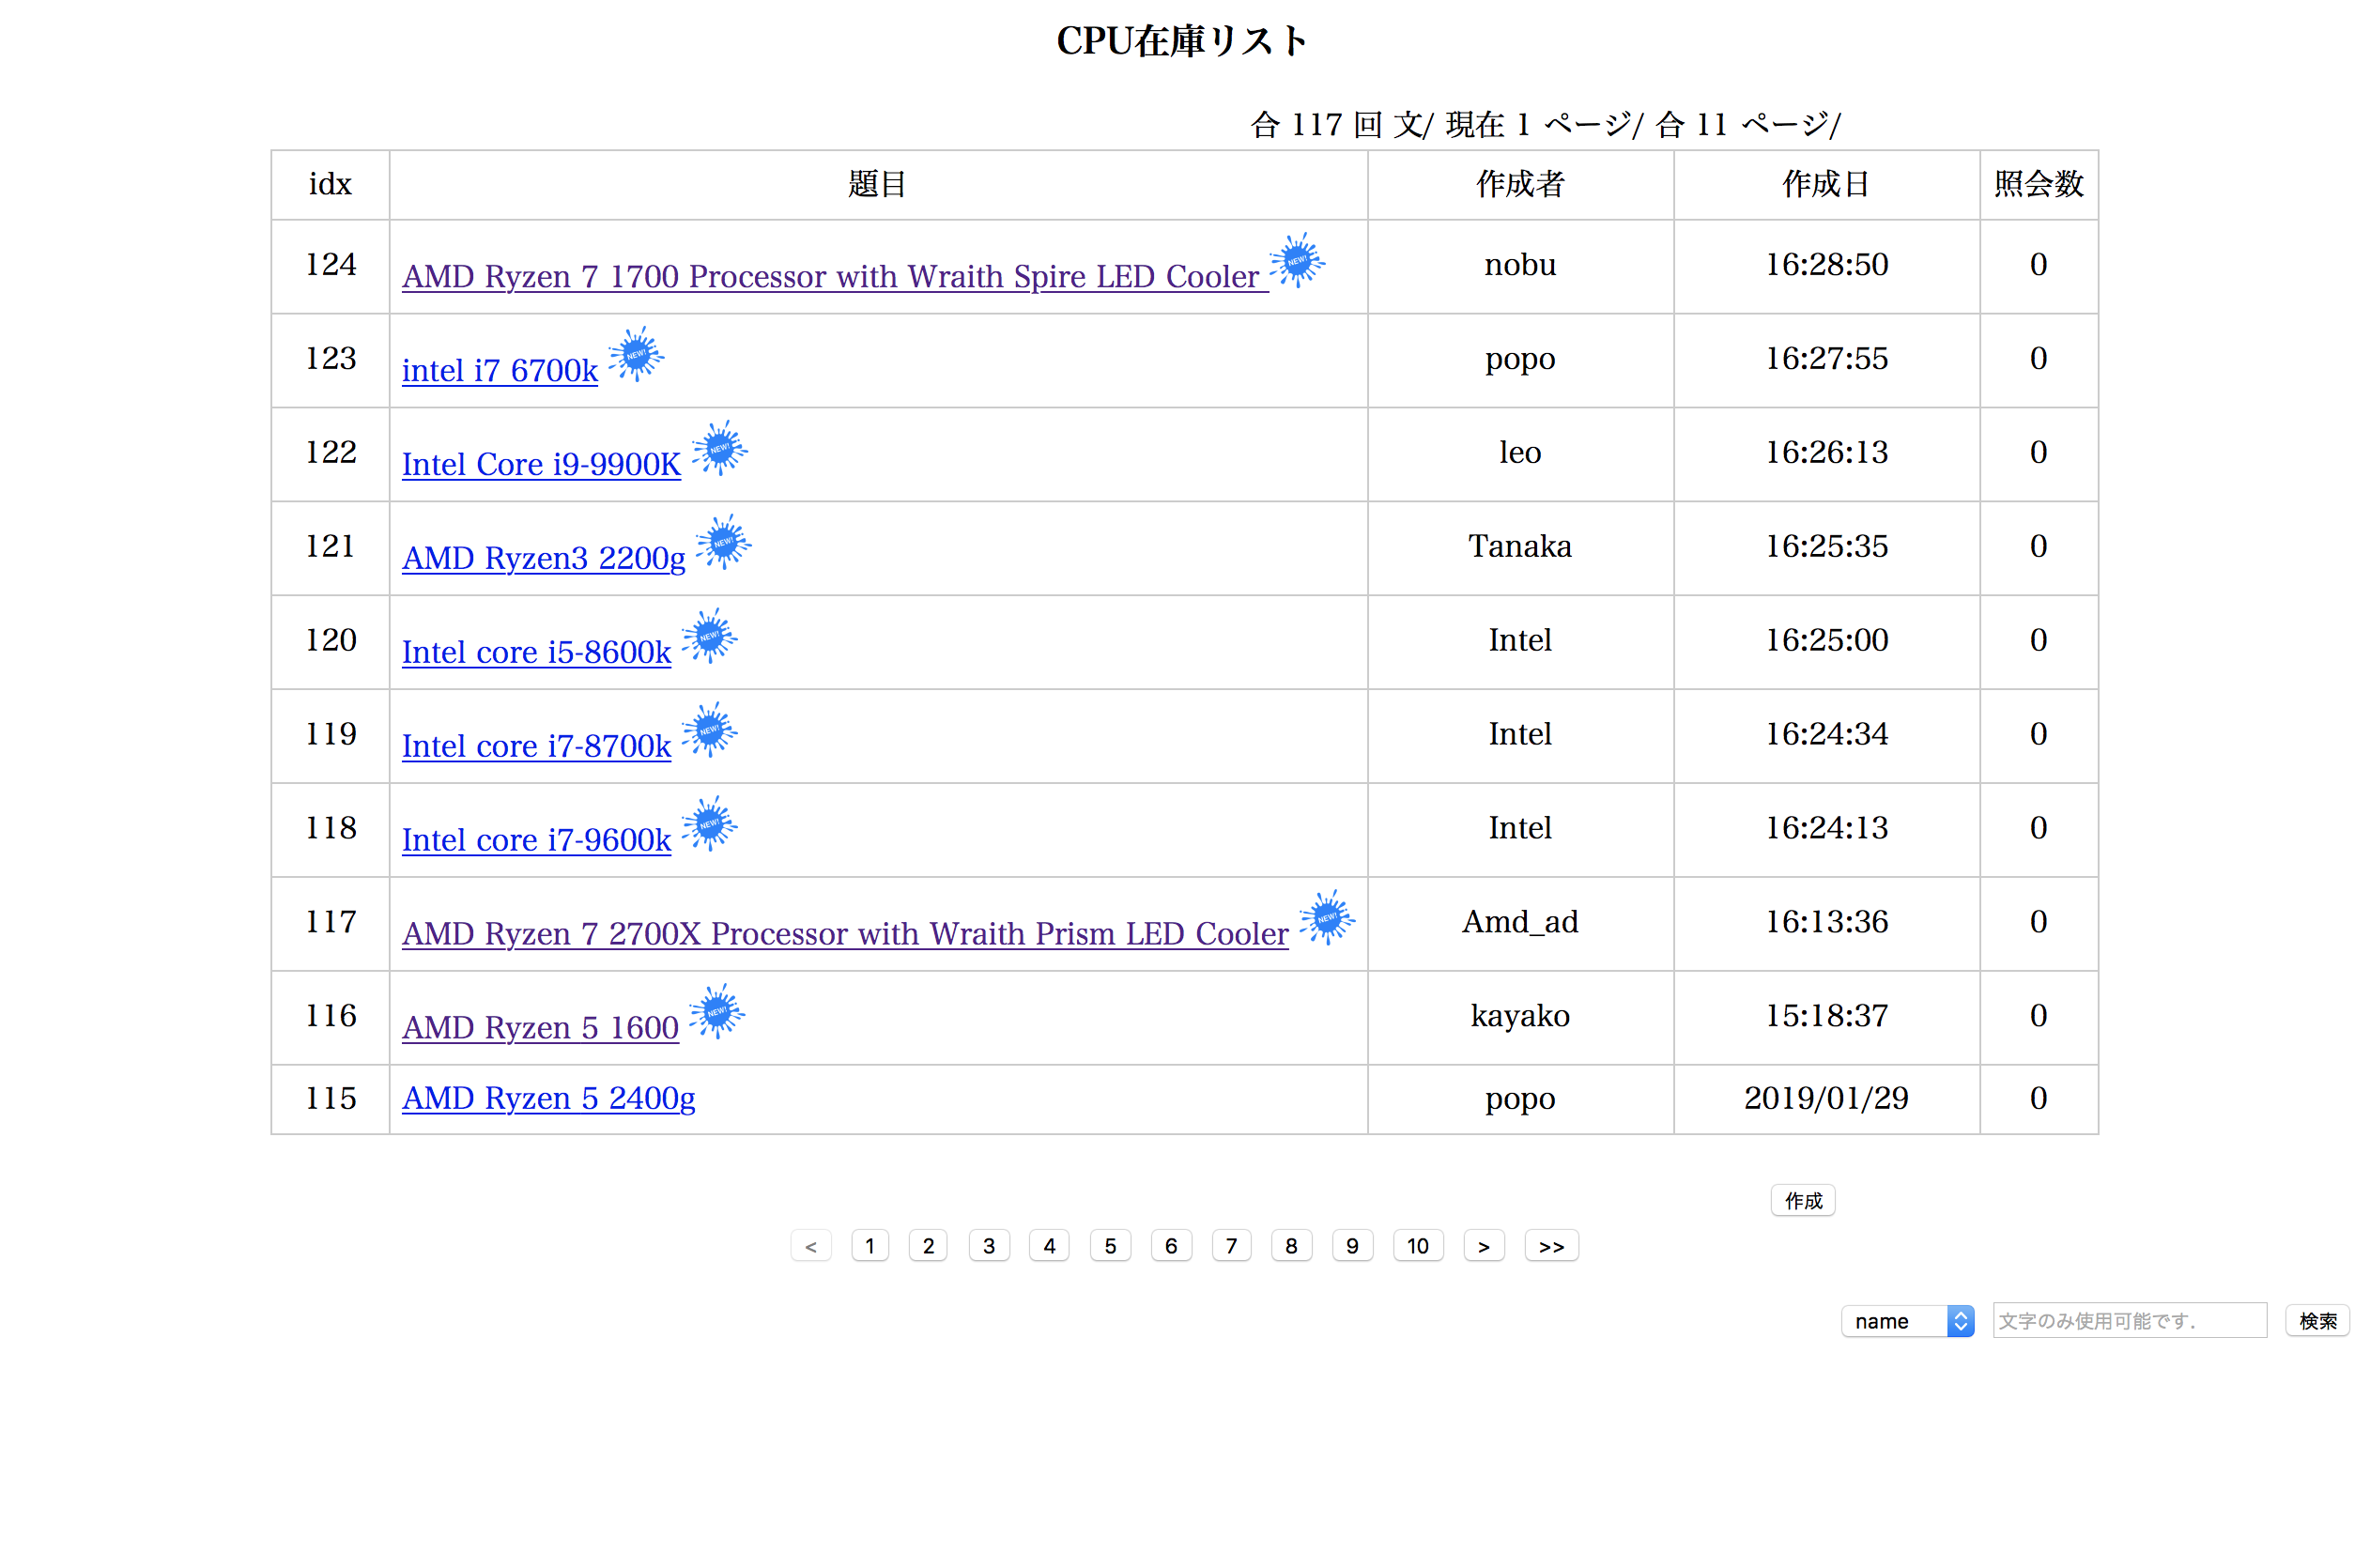 CPU在庫リスト
合 117 回 文/ 現在 1 ページ/ 合 11 ページ/
idx 題目 作成者 作成日 照会数
124 AMD Ryzen 7 1700 Processor with Wraith Spire LED Cooler NEW! nobu 16:28:50 0
123 intel i7 6700k NEW! popo 16:27:55 0
122 Intel Core i9-9900K NEW! leo 16:26:13 0
121 AMD Ryzen3 2200g NEW! Tanaka 16:25:35 0
120 Intel core i5-8600k NEW! Intel 16:25:00 0
119 Intel core i7-8700k NEW! Intel 16:24:34 0
118 Intel core i7-9600k NEW! Intel 16:24:13 0
117 AMD Ryzen 7 2700X Processor with Wraith Prism LED Cooler NEW! Amd_ad 16:13:36 0
116 AMD Ryzen 5 1600 NEW! kayako 15:18:37 0
115 AMD Ryzen 5 2400g popo 2019/01/29 0
作成
< 1 2 3 4 5 6 7 8 9 10 > >>
name 文字のみ使用可能です. 検索